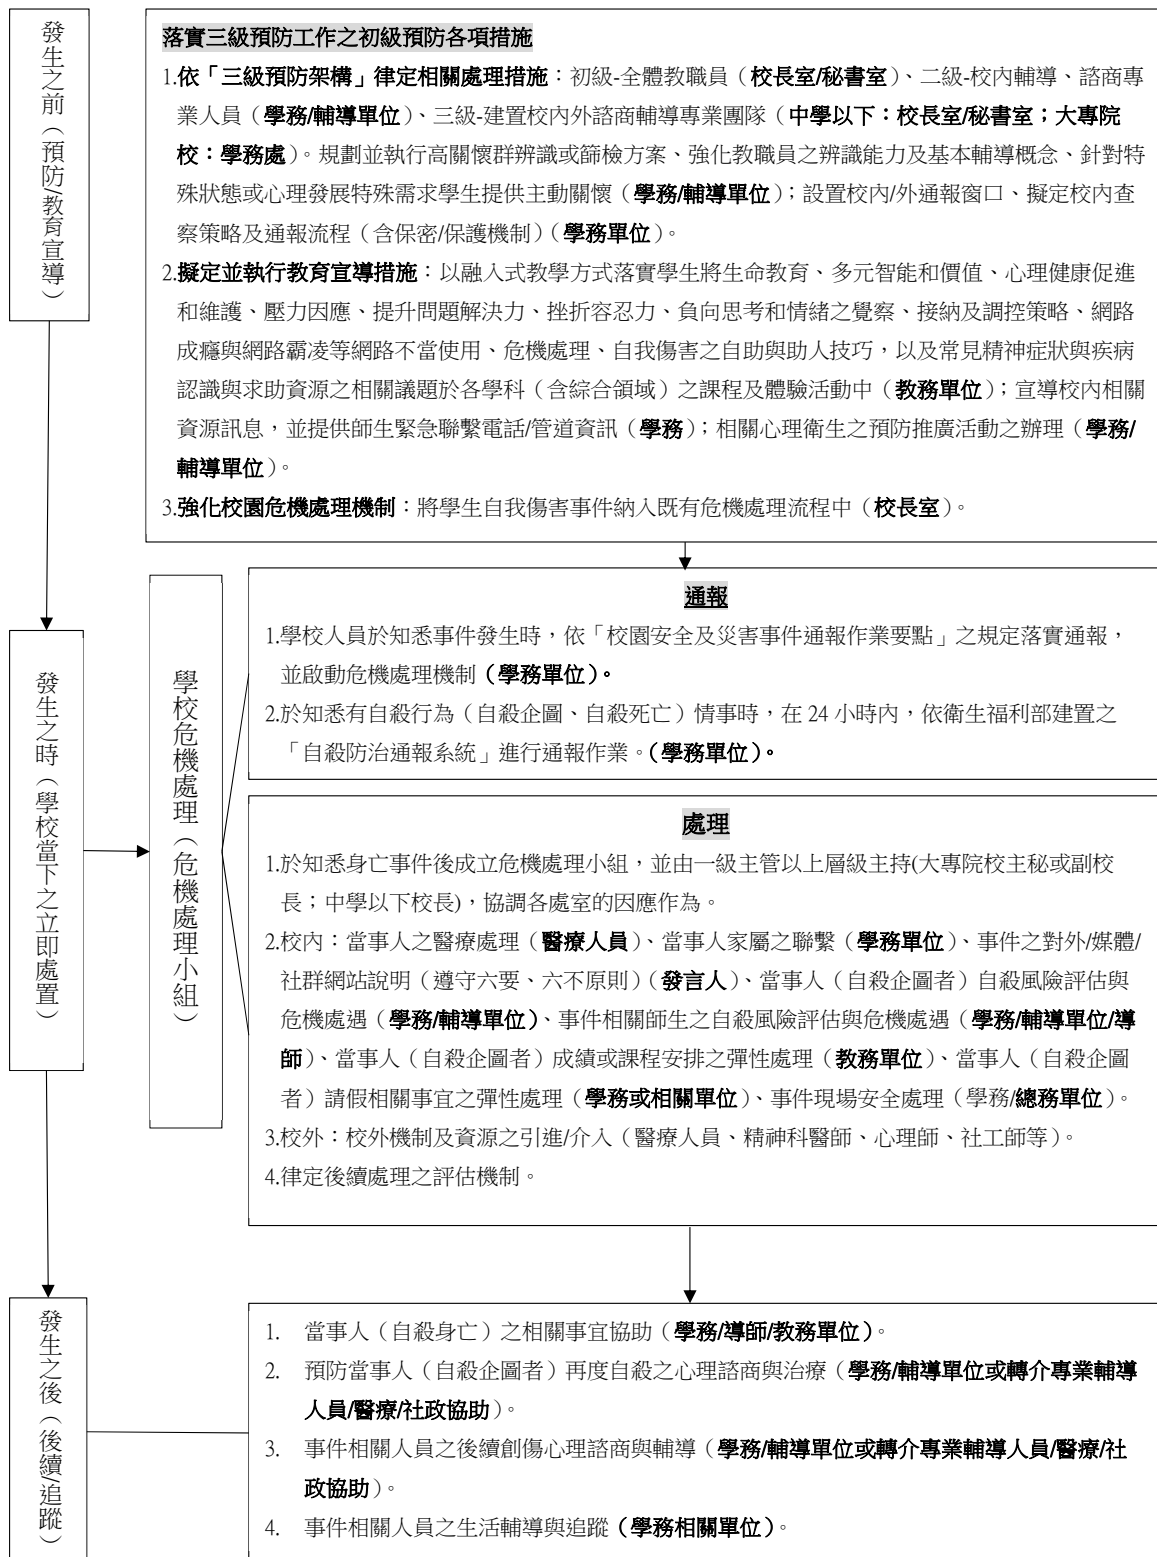 發生之前（預防/教育宣導）
落實三級預防工作之初級預防各項措施
1.依「三級預防架構」律定相關處理措施：初級-全體教職員（校長室/秘書室）、二級-校內輔導、諮商專
業人員（學務/輔導單位）、三級-建置校內外諮商輔導專業團隊（中學以下：校長室/秘書室；大專院
校：學務處）。規劃並執行高關懷群辨識或篩檢方案、強化教職員之辨識能力及基本輔導概念、針對特
殊狀態或心理發展特殊需求學生提供主動關懷（學務/輔導單位）；設置校內/外通報窗口、擬定校內查
察策略及通報流程（含保密/保護機制）（學務單位）。
2.擬定並執行教育宣導措施：以融入式教學方式落實學生將生命教育、多元智能和價值、心理健康促進
和維護、壓力因應、提升問題解決力、挫折容忍力、負向思考和情緒之覺察、接納及調控策略、網路
成癮與網路霸凌等網路不當使用、危機處理、自我傷害之自助與助人技巧，以及常見精神症狀與疾病
認識與求助資源之相關議題於各學科（含綜合領域）之課程及體驗活動中（教務單位）；宣導校內相關
資源訊息，並提供師生緊急聯繫電話/管道資訊（學務）；相關心理衛生之預防推廣活動之辦理（學務/
輔導單位）。
3.強化校園危機處理機制：將學生自我傷害事件納入既有危機處理流程中（校長室）。
發生之時（學校當下之立即處置）
學校危機處理（危機處理小組）
通報
1.學校人員於知悉事件發生時，依「校園安全及災害事件通報作業要點」之規定落實通報，
並啟動危機處理機制（學務單位）。
2.於知悉有自殺行為（自殺企圖、自殺死亡）情事時，在 24 小時內，依衛生福利部建置之
「自殺防治通報系統」進行通報作業。（學務單位）。
處理
1.於知悉身亡事件後成立危機處理小組，並由一級主管以上層級主持(大專院校主秘或副校
長；中學以下校長)，協調各處室的因應作為。
2.校內：當事人之醫療處理（醫療人員）、當事人家屬之聯繫（學務單位）、事件之對外/媒體/
社群網站說明（遵守六要、六不原則）（發言人）、當事人（自殺企圖者）自殺風險評估與
危機處遇（學務/輔導單位）、事件相關師生之自殺風險評估與危機處遇（學務/輔導單位/導
師）、當事人（自殺企圖者）成績或課程安排之彈性處理（教務單位）、當事人（自殺企圖
者）請假相關事宜之彈性處理（學務或相關單位）、事件現場安全處理（學務/總務單位）。
3.校外：校外機制及資源之引進/介入（醫療人員、精神科醫師、心理師、社工師等）。
4.律定後續處理之評估機制。
發生之後（後續/追蹤）
1. 當事人（自殺身亡）之相關事宜協助（學務/導師/教務單位）。
2. 預防當事人（自殺企圖者）再度自殺之心理諮商與治療（學務/輔導單位或轉介專業輔導
人員/醫療/社政協助）。
3. 事件相關人員之後續創傷心理諮商與輔導（學務/輔導單位或轉介專業輔導人員/醫療/社
政協助）。
4. 事件相關人員之生活輔導與追蹤（學務相關單位）。